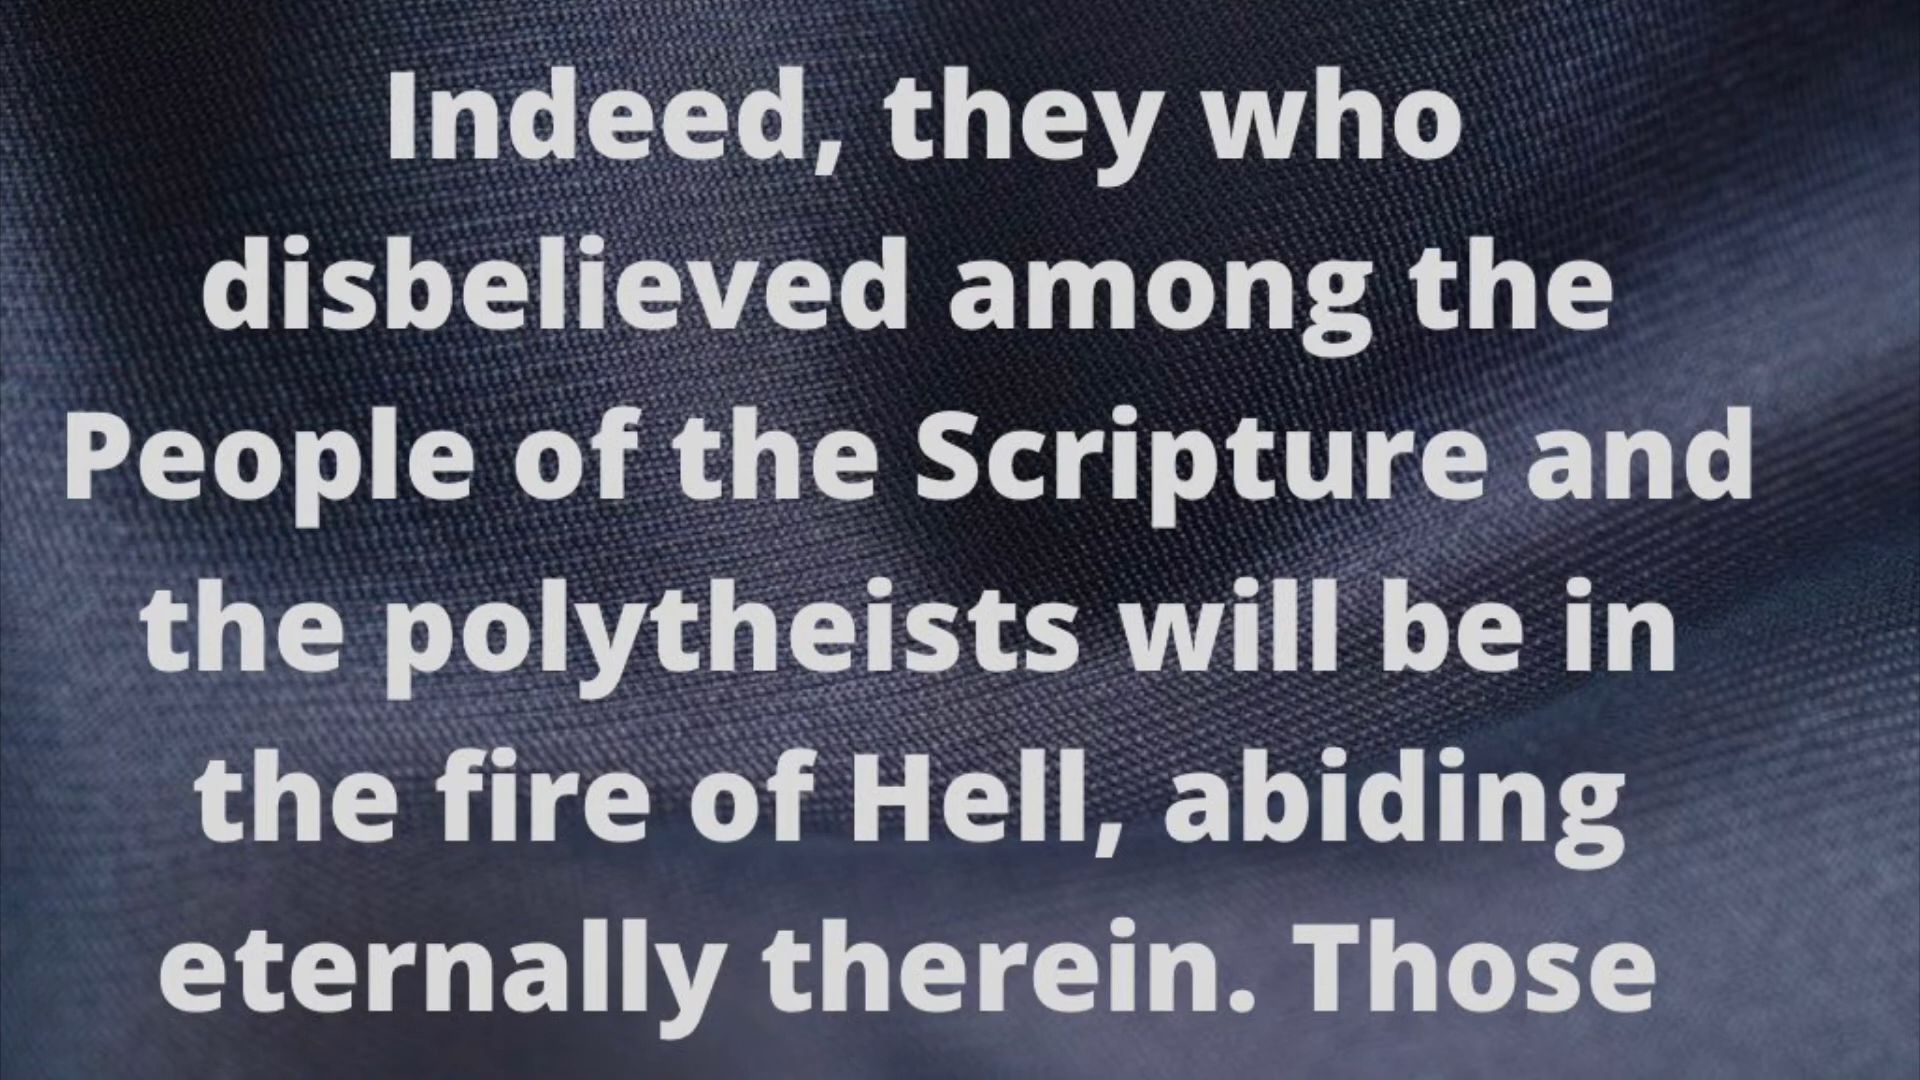 Indeed, they who
disbelieved among the
People of the Scripture and
the polytheists will be in
the fire of Hell, abiding
eternally therein. Those